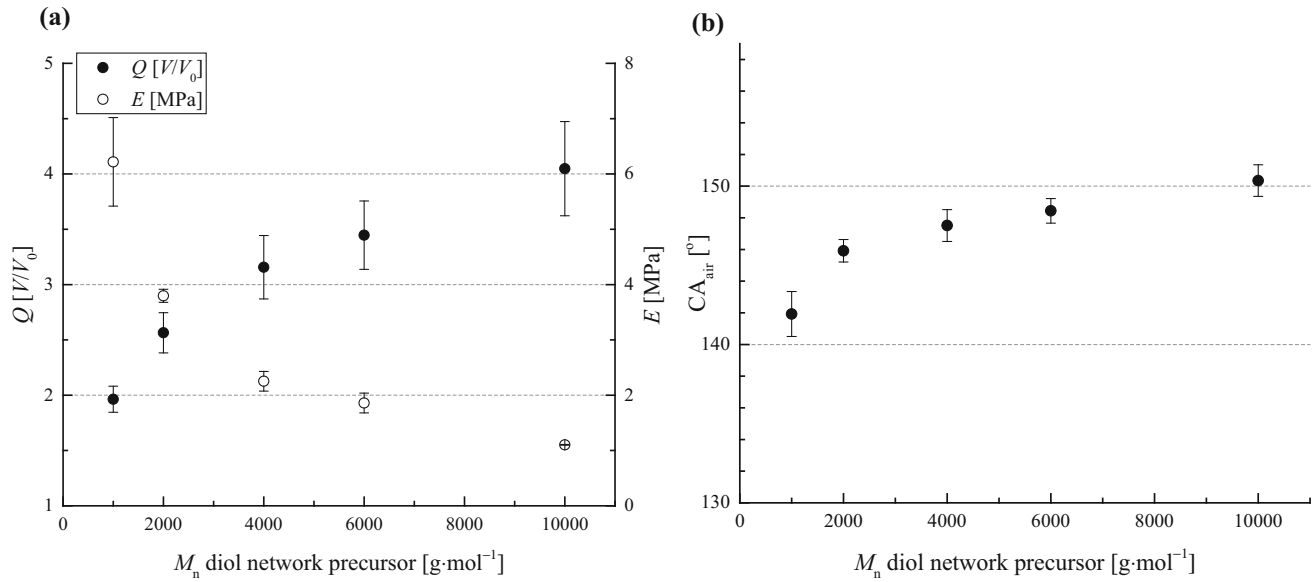 (a)
Q [V/V₀]
E [MPa]
5
4
3
2
1
Q [V/V₀]
8
6
4
2
0
E [MPa]
0 2000 4000 6000 8000 10000
Mₙ diol network precursor [g·mol⁻¹]
(b)
150
140
130
CAₐᵢᵣ [º]
0 2000 4000 6000 8000 10000
Mₙ diol network precursor [g·mol⁻¹]